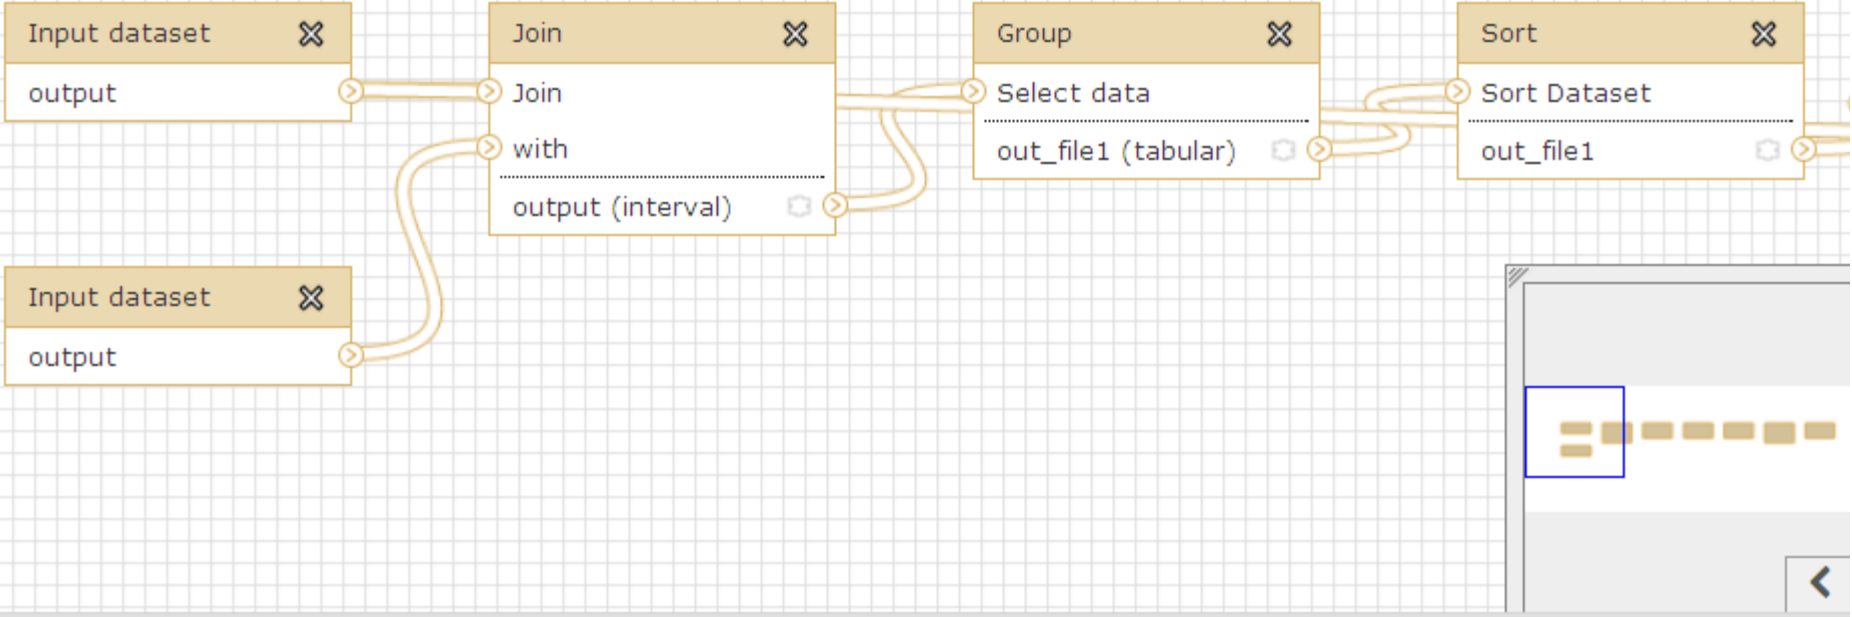 Input dataset
output
Join
Join
with
output (interval)
Group
Select data
out_file1 (tabular)
Sort
Sort Dataset
out_file1
Input dataset
output